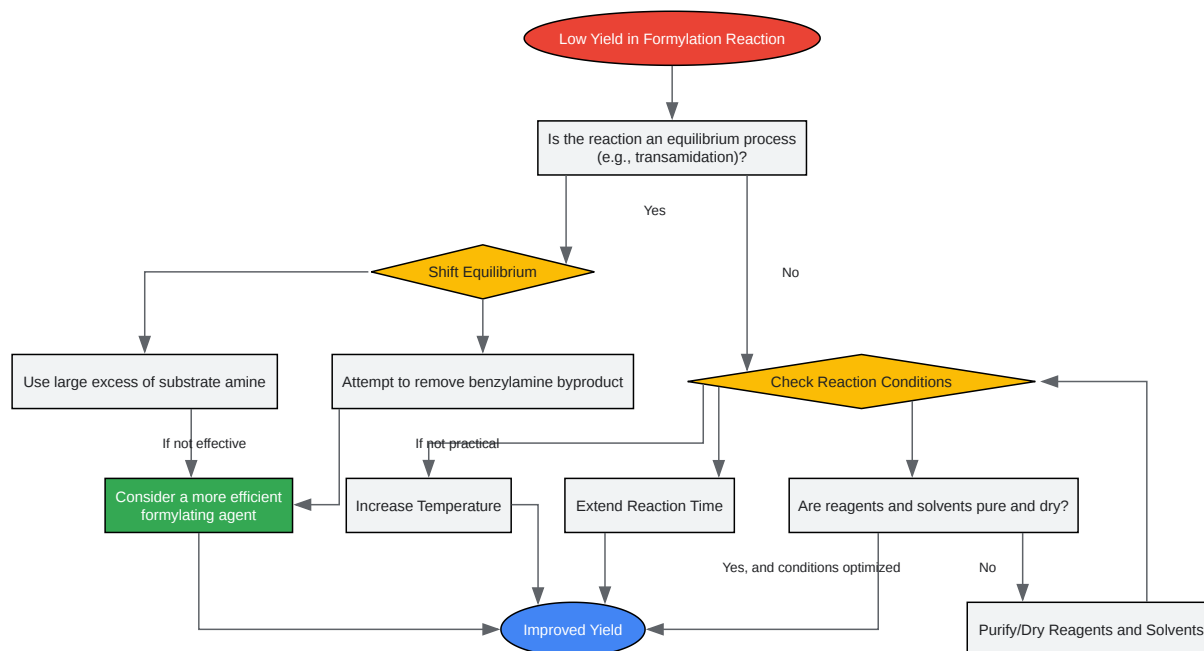 Low Yield in Formylation Reaction
Is the reaction an equilibrium process
(e.g., transamidation)?
Yes
Shift Equilibrium
No
Use large excess of substrate amine
Attempt to remove benzylamine byproduct
Check Reaction Conditions
If not effective
If not practical
Consider a more efficient
formylating agent
Increase Temperature
Extend Reaction Time
Are reagents and solvents pure and dry?
Yes, and conditions optimized
No
Improved Yield
Purify/Dry Reagents and Solvents